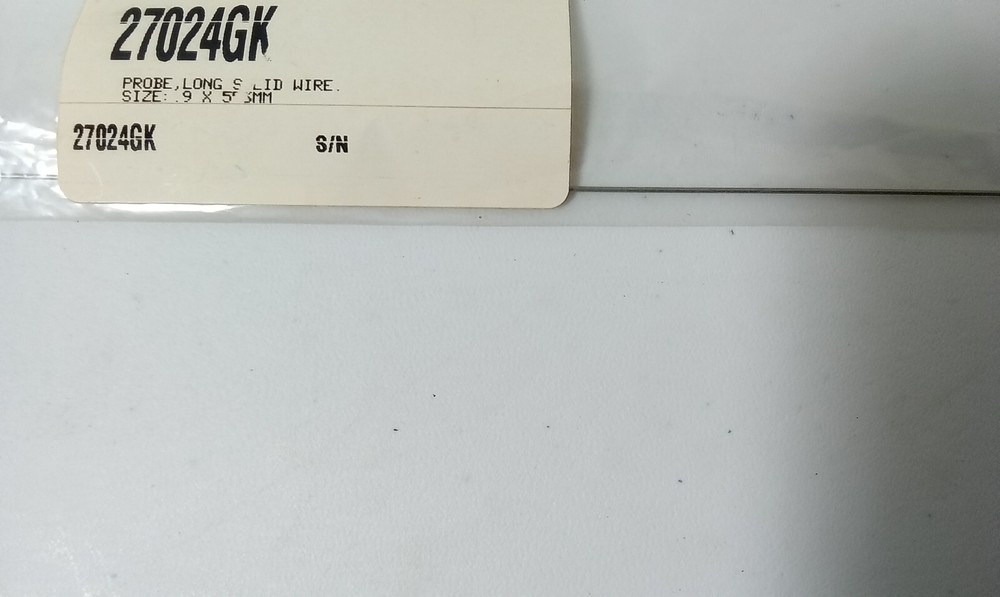 27024GK
PROBE,LONG WIRE.
SIZE: .9 X
27024GK S/N